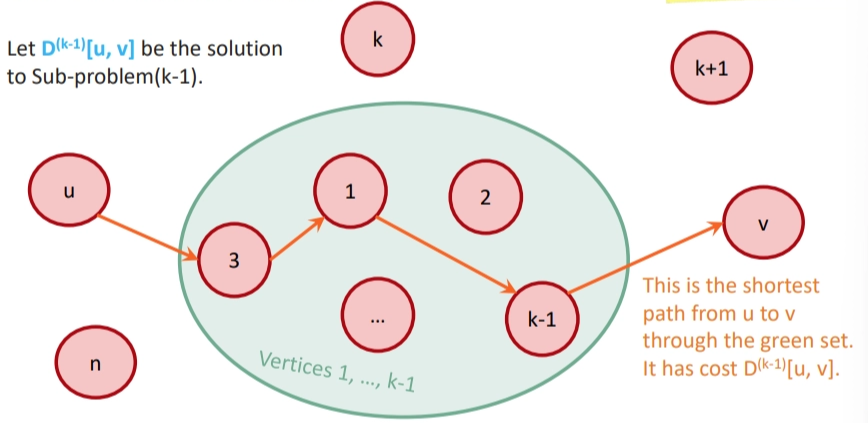 Let D(k-1)[u, v] be the solution
to Sub-problem(k-1).
k
k+1
u
1
2
v
3
...
k-1
n
Vertices 1, ..., k-1
This is the shortest
path from u to v
through the green set.
It has cost D(k-1)[u, v].